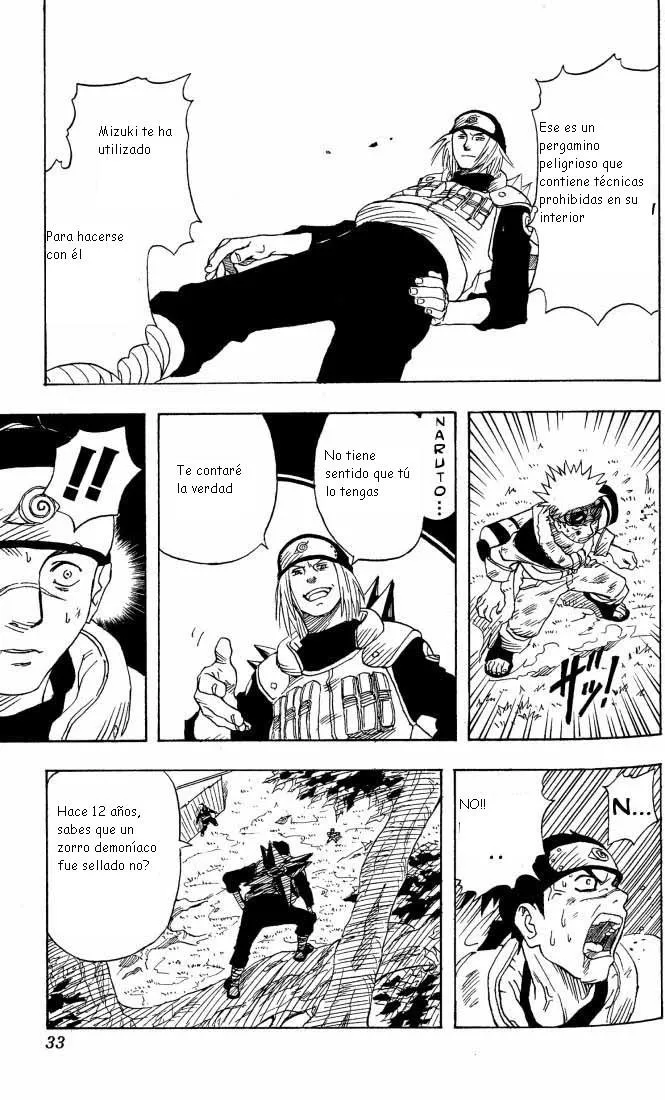 Ese es un
pergamino
peligrioso que
contiene técnicas
prohibidas en su
interior
Mizuki te ha
utilizado
Para hacerse
con él
ザッ!
NARUTO...
No tiene
sentido que tú
lo tengas
Te contaré
la verdad
!!
N...
NO!!
..
Hace 12 años,
sabes que un
zorro demoníaco
fue sellado no?
33